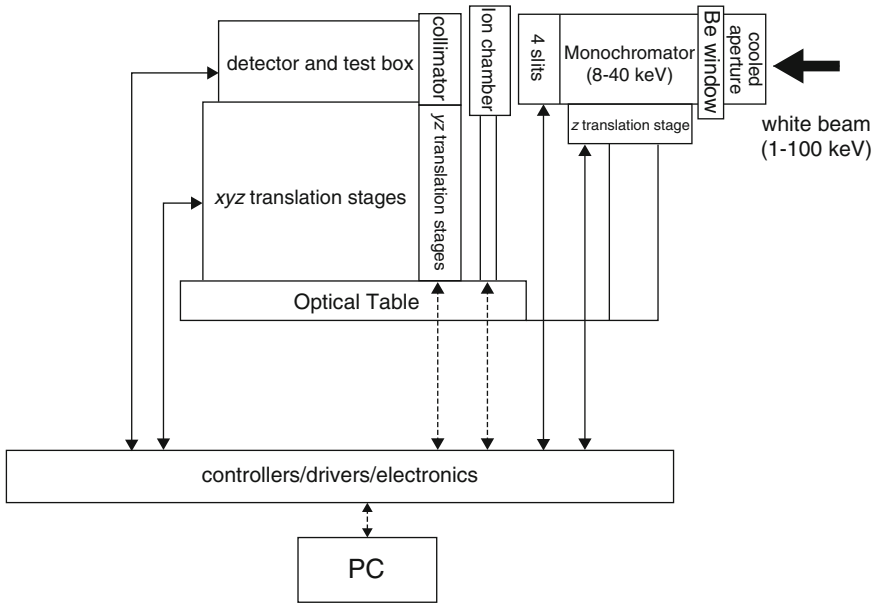 detector and test box
collimator
Ion chamber
4 slits
Monochromator
(8-40 keV)
Be window
cooled
aperture
z translation stage
white beam
(1-100 keV)
xyz translation stages
yz translation stages
Optical Table
controllers/drivers/electronics
PC